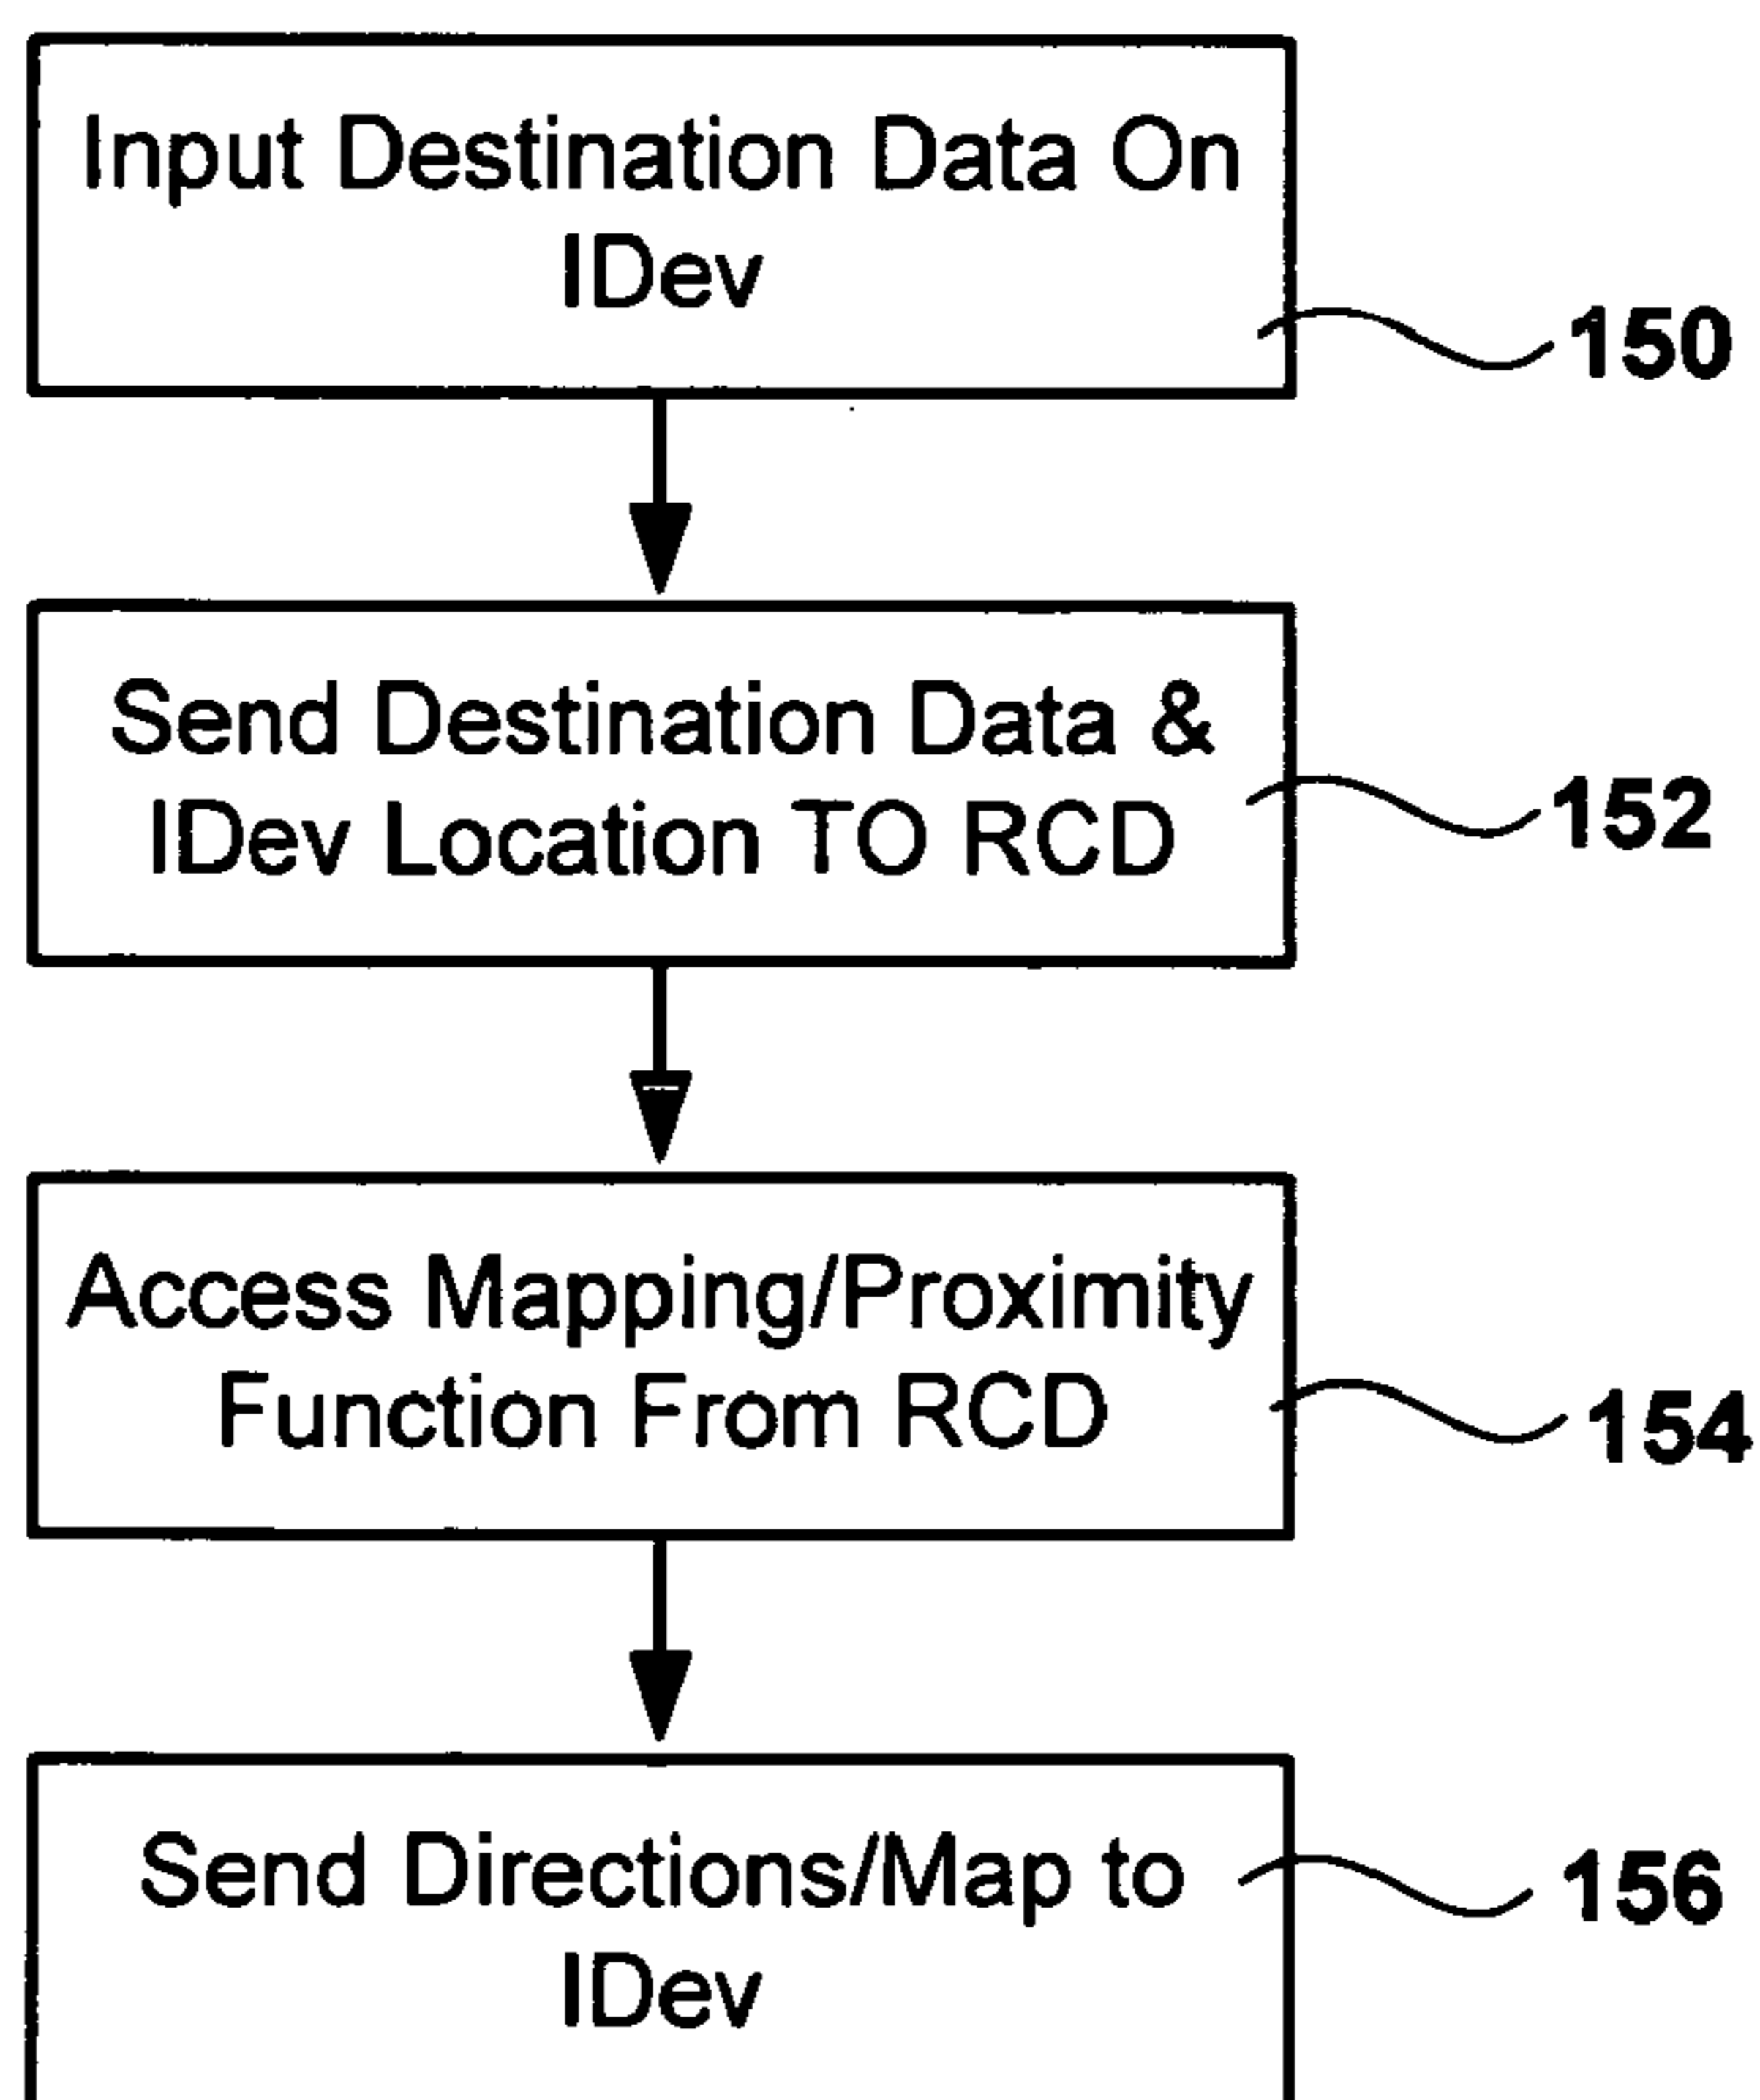 Input Destination Data On
IDev
150
Send Destination Data &
IDev Location TO RCD
152
Access Mapping/Proximity
Function From RCD
154
Send Directions/Map to
IDev
156